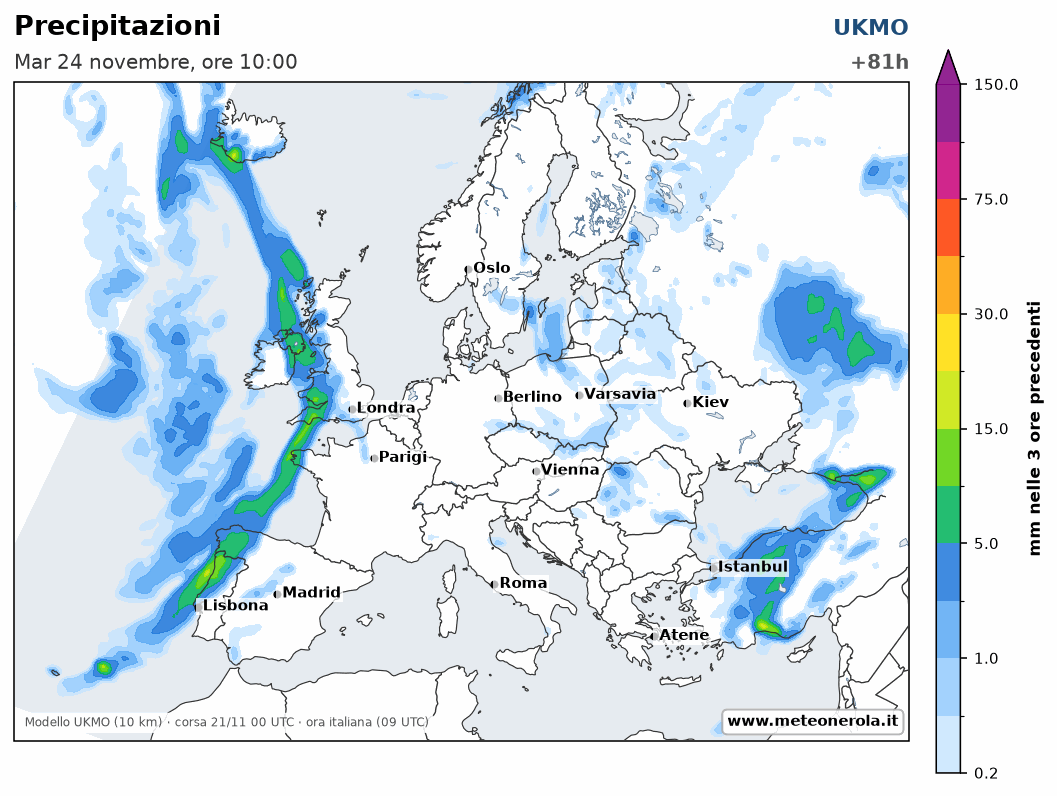 Precipitazioni
UKMO
Mar 24 novembre, ore 10:00
+81h
150.0
75.0
30.0
15.0
5.0
1.0
0.2
mm nelle 3 ore precedenti
Oslo
Berlino
Varsavia
Kiev
Londra
Parigi
Vienna
Istanbul
Roma
Madrid
Lisbona
Atene
Modello UKMO (10 km) · corsa 21/11 00 UTC · ora italiana (09 UTC)
www.meteonerola.it